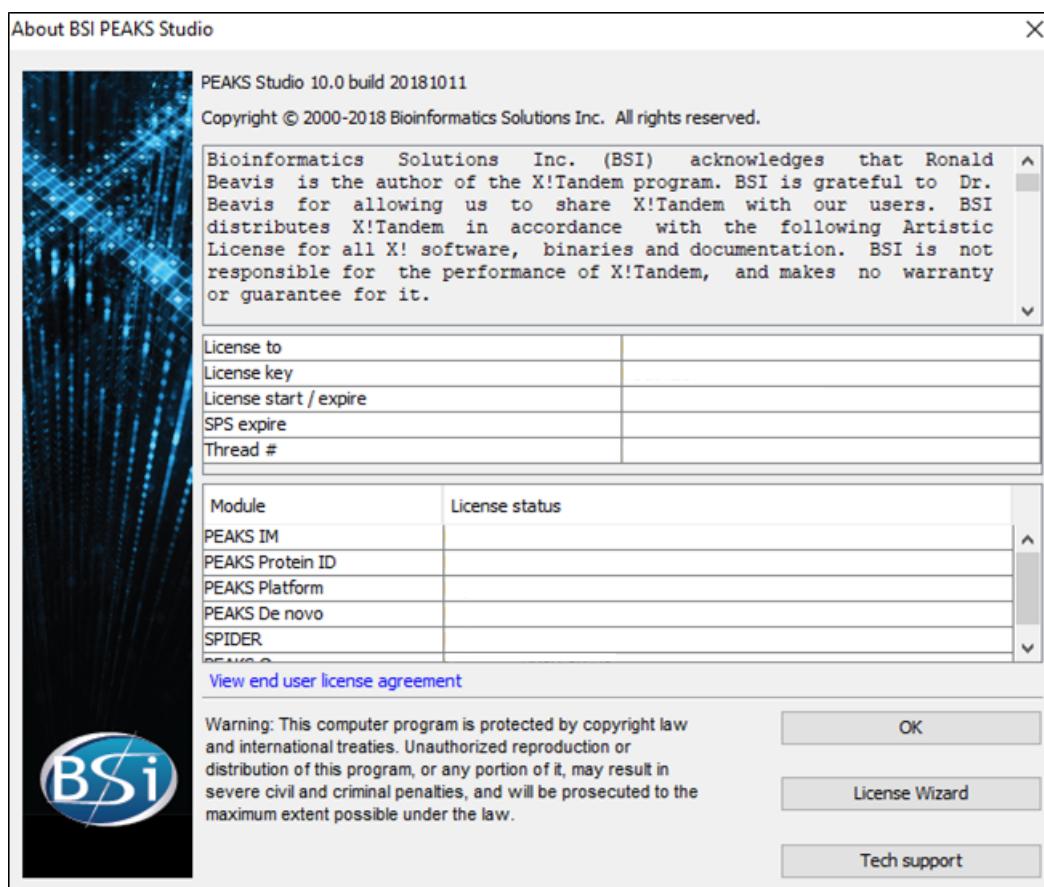 About BSI PEAKS Studio
PEAKS Studio 10.0 build 20181011
Copyright © 2000-2018 Bioinformatics Solutions Inc. All rights reserved.
Bioinformatics Solutions Inc. (BSI) acknowledges that Ronald
Beavis is the author of the X!Tandem program. BSI is grateful to Dr.
Beavis for allowing us to share X!Tandem with our users. BSI
distributes X!Tandem in accordance with the following Artistic
License for all X! software, binaries and documentation. BSI is not
responsible for the performance of X!Tandem, and makes no warranty
or guarantee for it.
License to
License key
License start / expire
SPS expire
Thread #
Module License status
PEAKS IM
PEAKS Protein ID
PEAKS Platform
PEAKS De novo
SPIDER
View end user license agreement
Warning: This computer program is protected by copyright law
and international treaties. Unauthorized reproduction or
distribution of this program, or any portion of it, may result in
severe civil and criminal penalties, and will be prosecuted to the
maximum extent possible under the law.
OK
License Wizard
Tech support
BSi